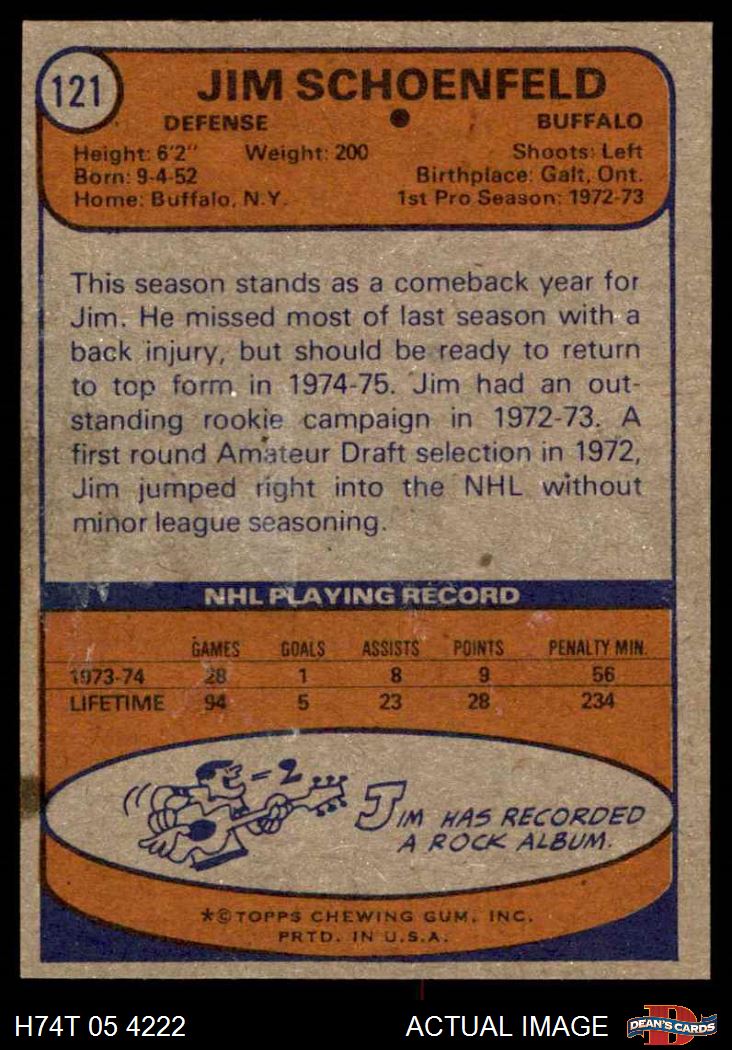 121
JIM SCHOENFELD
DEFENSE BUFFALO
Height: 6'2" Weight: 200 Shoots: Left
Born: 9-4-52 Birthplace: Galt, Ont.
Home: Buffalo, N.Y. 1st Pro Season: 1972-73
This season stands as a comeback year for
Jim. He missed most of last season with a
back injury, but should be ready to return
to top form in 1974-75. Jim had an out-
standing rookie campaign in 1972-73. A
first round Amateur Draft selection in 1972,
Jim jumped right into the NHL without
minor league seasoning.
NHL PLAYING RECORD
GAMES GOALS ASSISTS POINTS PENALTY MIN.
1973-74 28 1 8 9 56
LIFETIME 94 5 23 28 234
JIM HAS RECORDED
A ROCK ALBUM.
*©TOPPS CHEWING GUM, INC.
PRTD. IN U.S.A.
H74T 05 4222 ACTUAL IMAGE D DEAN'S CARDS